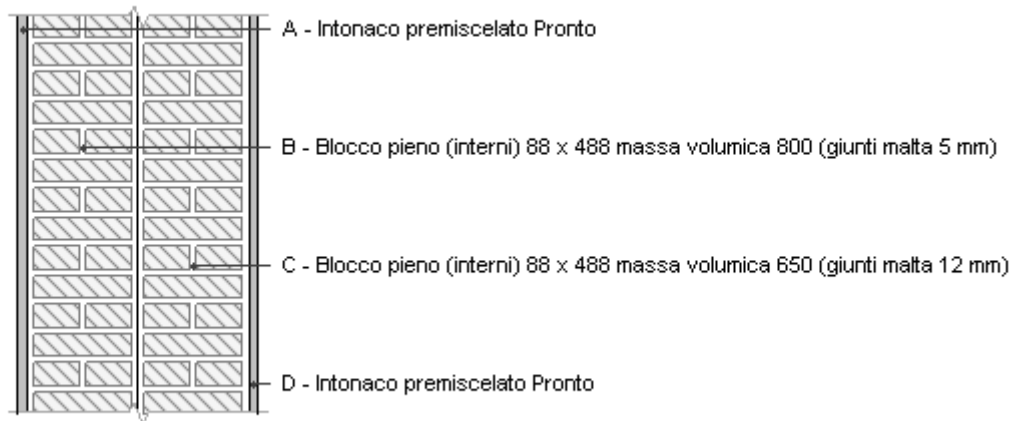 A - Intonaco premiscelato Pronto
B - Blocco pieno (interni) 88 x 488 massa volumica 800 (giunti malta 5 mm)
C - Blocco pieno (interni) 88 x 488 massa volumica 650 (giunti malta 12 mm)
D - Intonaco premiscelato Pronto